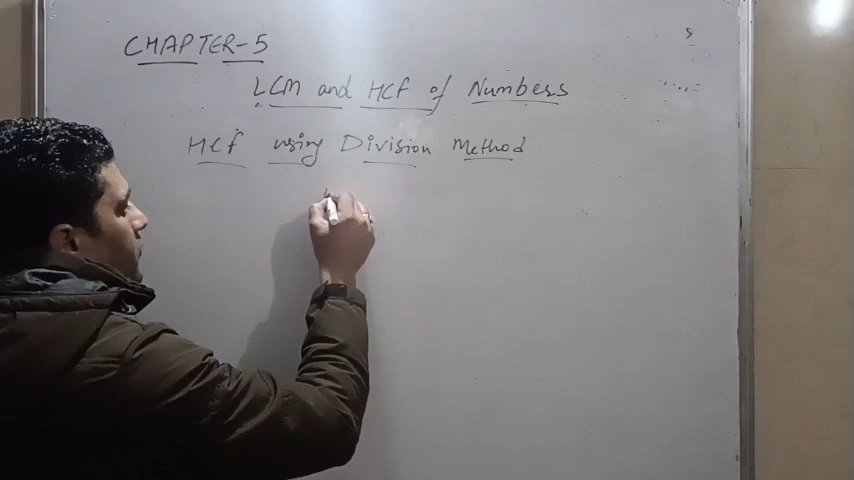 CHAPTER-5
LCM and HCF of Numbers
HCF using Division Method